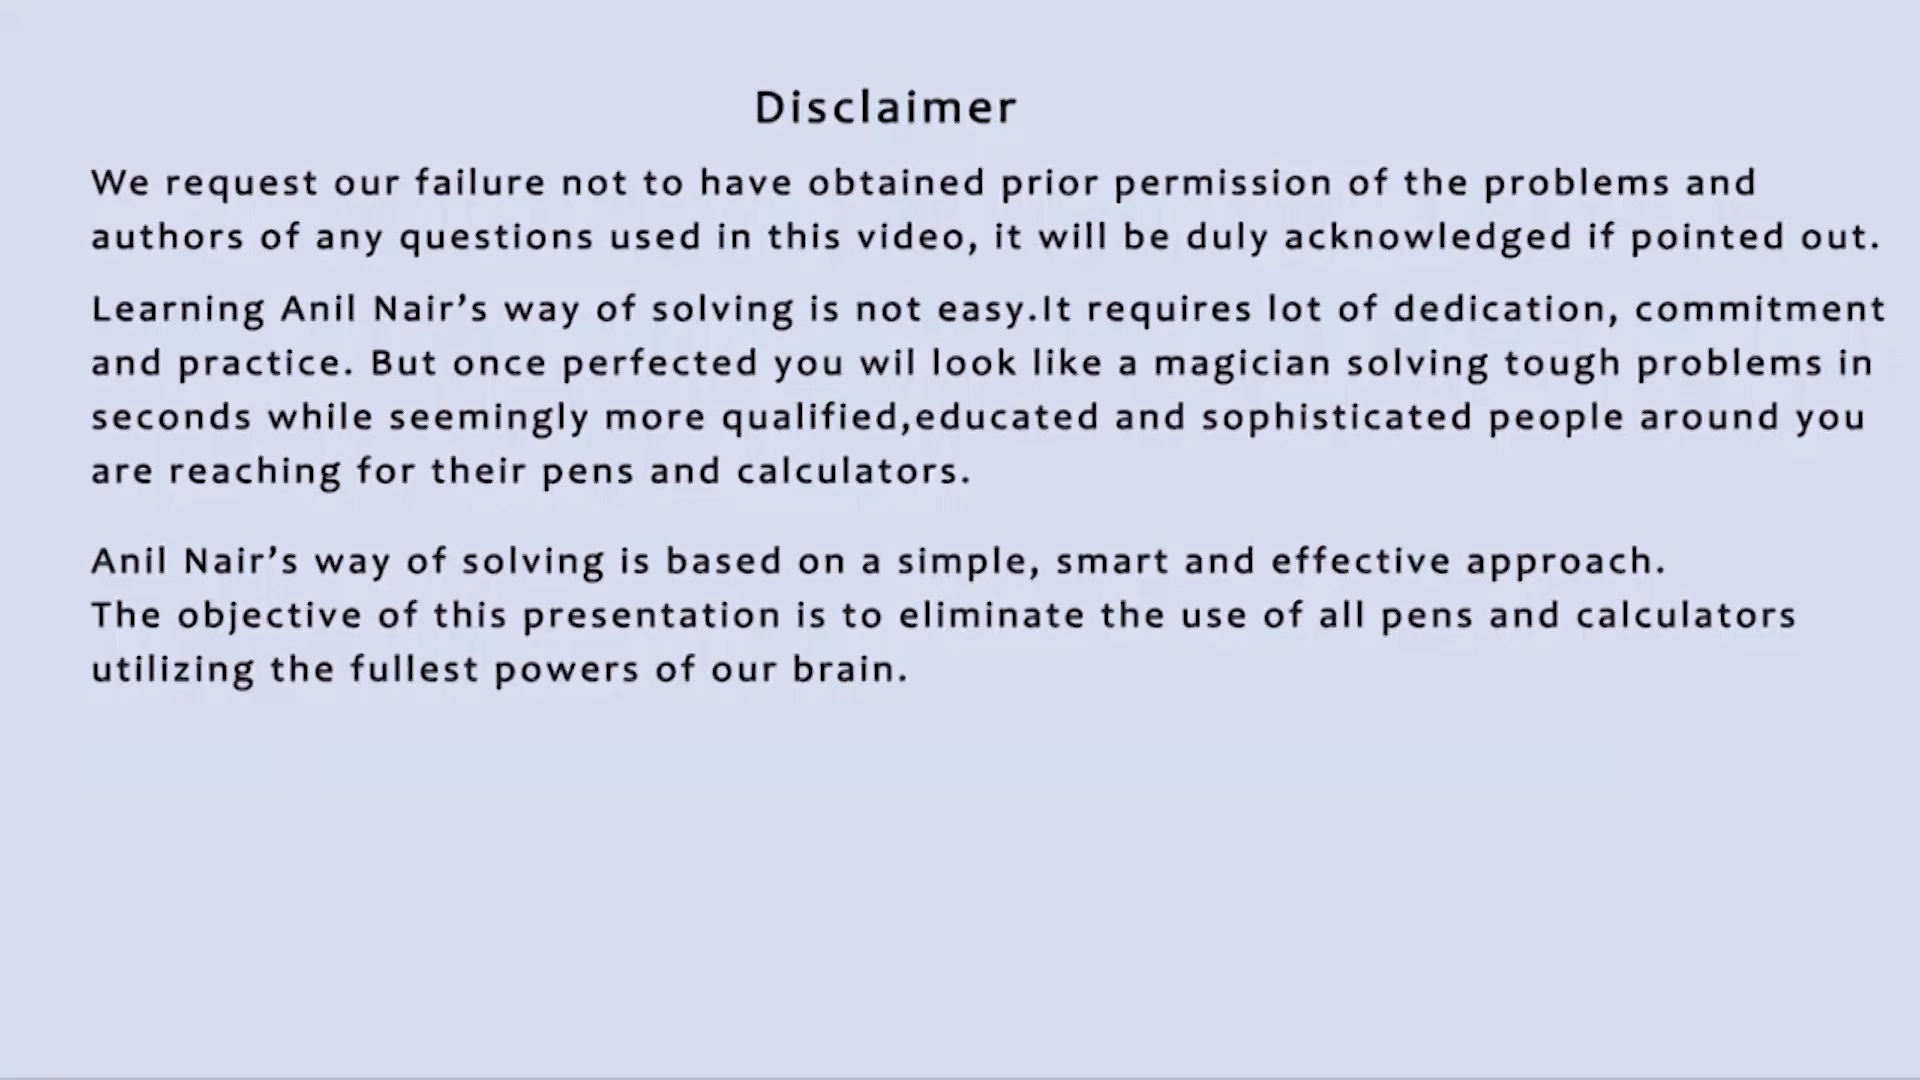 Disclaimer
We request our failure not to have obtained prior permission of the problems and
authors of any questions used in this video, it will be duly acknowledged if pointed out.
Learning Anil Nair’s way of solving is not easy.It requires lot of dedication, commitment
and practice. But once perfected you wil look like a magician solving tough problems in
seconds while seemingly more qualified,educated and sophisticated people around you
are reaching for their pens and calculators.
Anil Nair’s way of solving is based on a simple, smart and effective approach.
The objective of this presentation is to eliminate the use of all pens and calculators
utilizing the fullest powers of our brain.